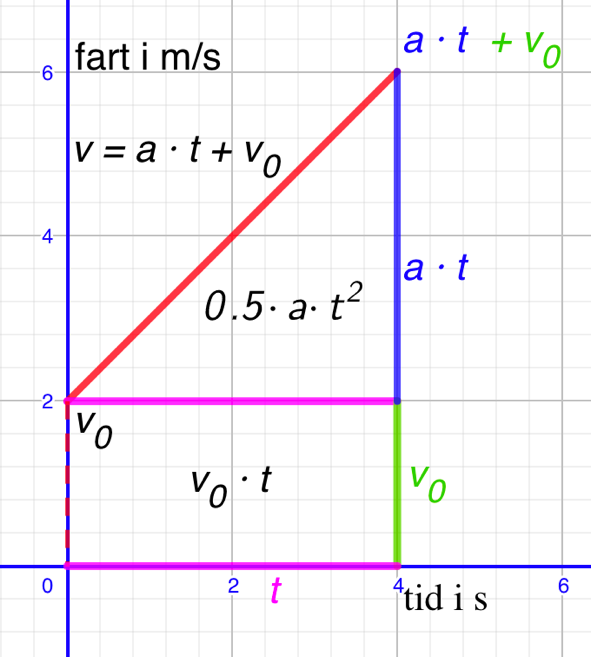 a · t + v₀
fart i m/s
6
v = a · t + v₀
4
a · t
0.5 · a · t²
2
v₀
v₀ · t
v₀
0
2
t
4
tid i s
6